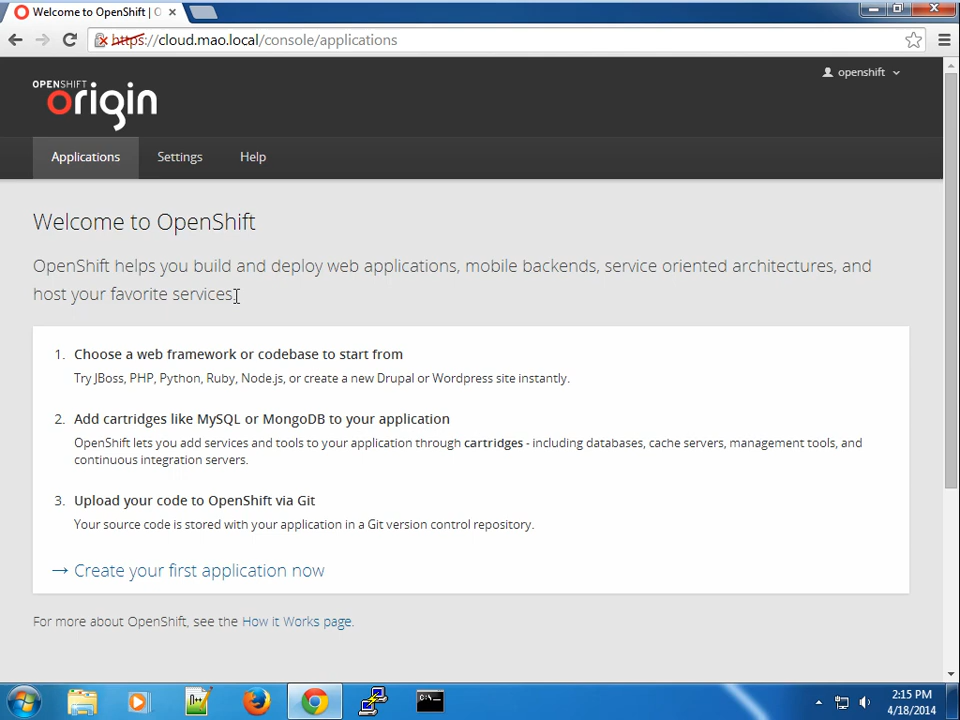 Welcome to OpenShift | O
https://cloud.mao.local/console/applications
OPENSHIFT
origin
openshift
Applications Settings Help
Welcome to OpenShift
OpenShift helps you build and deploy web applications, mobile backends, service oriented architectures, and
host your favorite services.
1. Choose a web framework or codebase to start from
Try JBoss, PHP, Python, Ruby, Node.js, or create a new Drupal or Wordpress site instantly.
2. Add cartridges like MySQL or MongoDB to your application
OpenShift lets you add services and tools to your application through cartridges - including databases, cache servers, management tools, and
continuous integration servers.
3. Upload your code to OpenShift via Git
Your source code is stored with your application in a Git version control repository.
→ Create your first application now
For more about OpenShift, see the How it Works page.
2:15 PM
4/18/2014